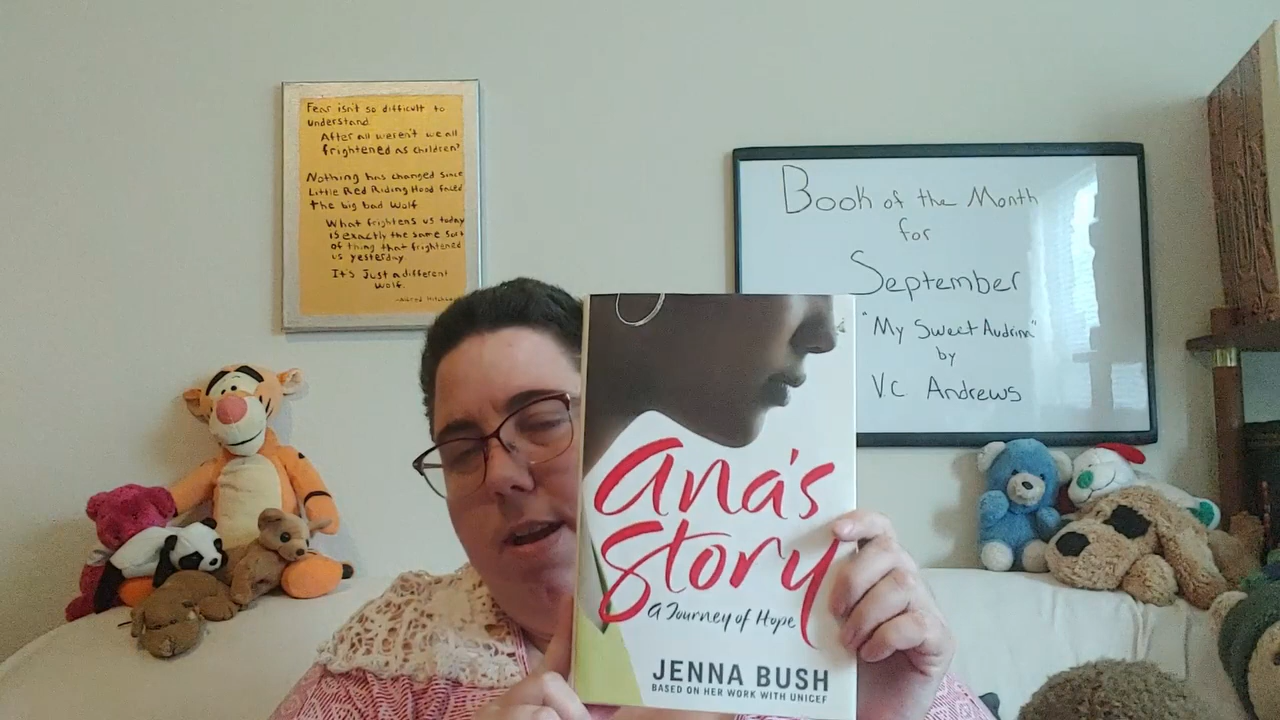 Fear isn't so difficult to
understand.
After all weren't we all
frightened as children?
Nothing has changed since
Little Red Riding Hood faced
the big bad Wolf
What frightens us today
is exactly the same sort
of thing that frightened
us yesterday.
It's Just a different
Wolf.
Book of the Month
for
September
"My Sweet Audrina"
by
V.C Andrews
ana's
Story
a Journey of Hope
JENNA BUSH
BASED ON HER WORK WITH UNICEF